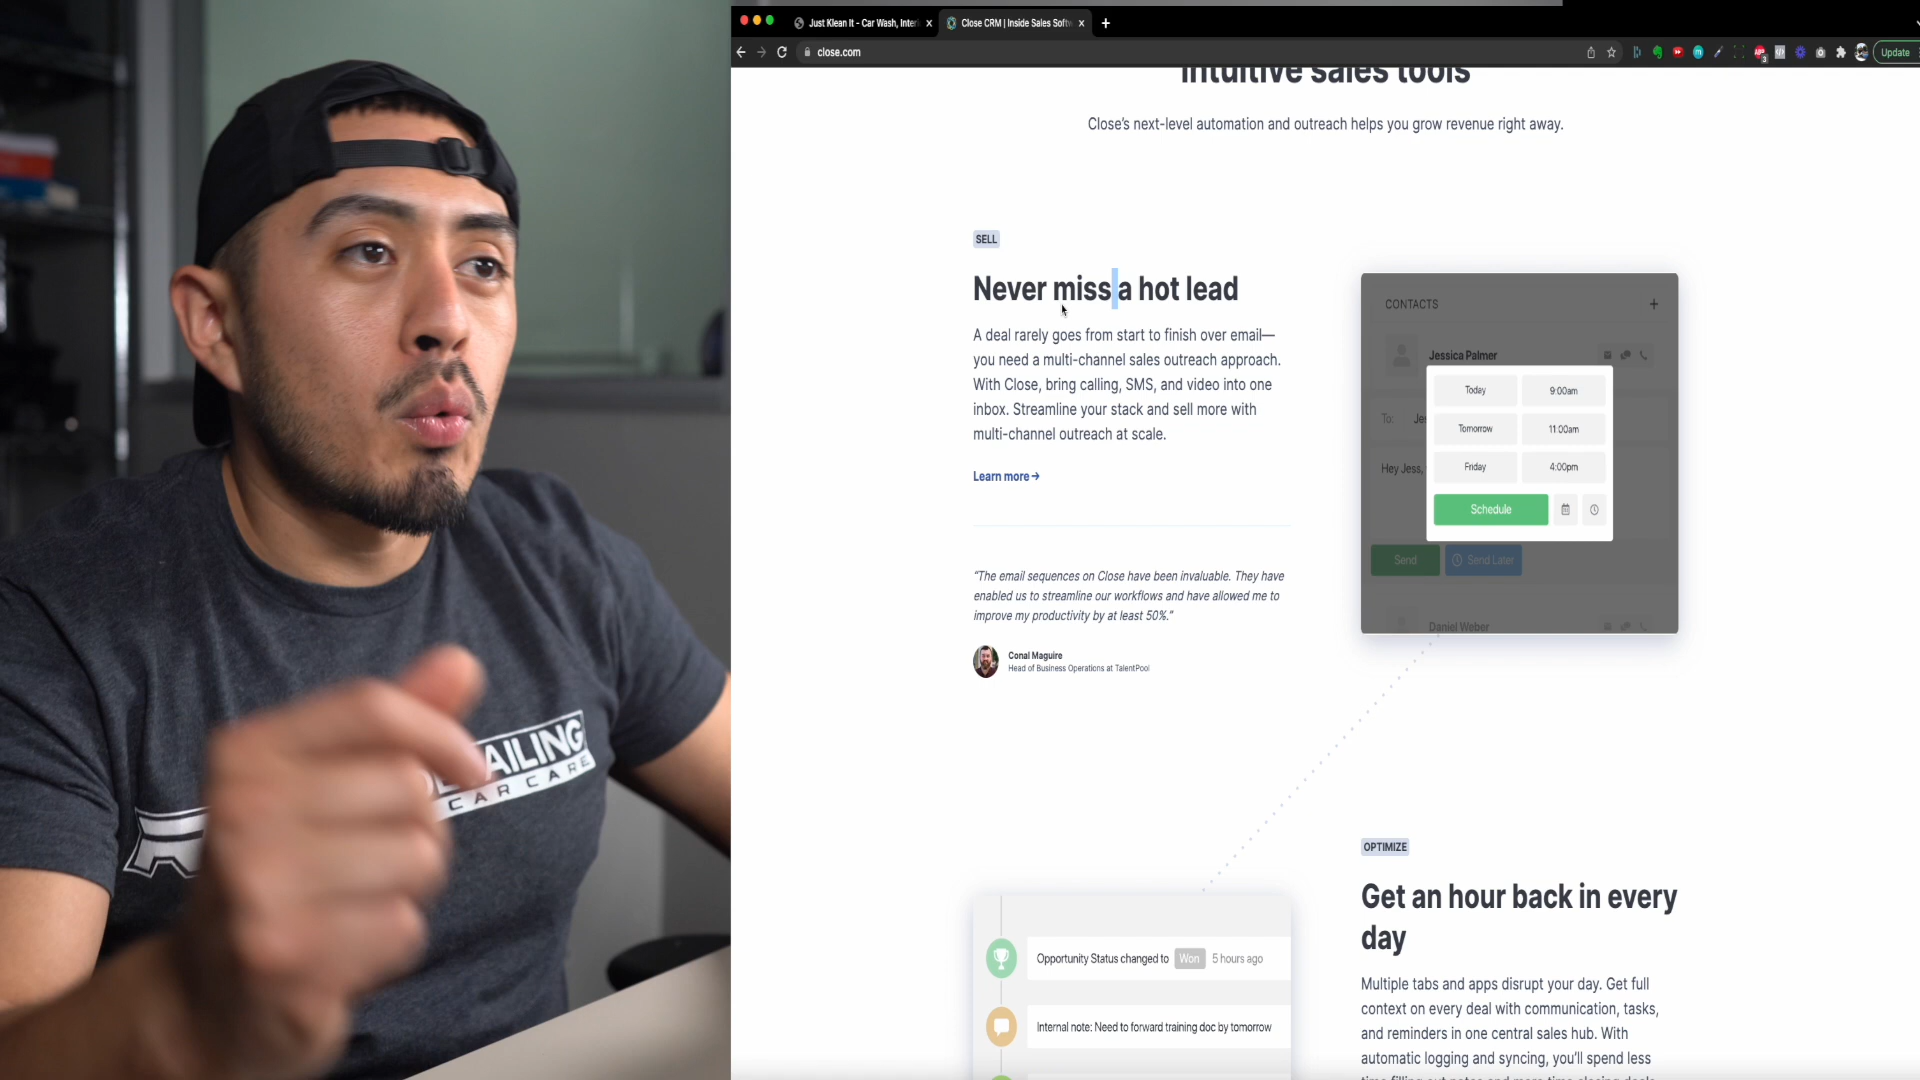 Just Klean It - Car Wash, Inter
Close CRM | Inside Sales Softw
close.com
Update
Intuitive sales tools
Close's next-level automation and outreach helps you grow revenue right away.
SELL
Never miss a hot lead
A deal rarely goes from start to finish over email—
you need a multi-channel sales outreach approach.
With Close, bring calling, SMS, and video into one
inbox. Streamline your stack and sell more with
multi-channel outreach at scale.
Learn more →
"The email sequences on Close have been invaluable. They have
enabled us to streamline our workflows and have allowed me to
improve my productivity by at least 50%."
Conal Maguire
Head of Business Operations at TalentPool
CONTACTS +
Jessica Palmer
To: Jes
Hey Jess,
Today 9:00am
Tomorrow 11:00am
Friday 4:00pm
Schedule
Send Send Later
Daniel Weber
OPTIMIZE
Get an hour back in every
day
Multiple tabs and apps disrupt your day. Get full
context on every deal with communication, tasks,
and reminders in one central sales hub. With
automatic logging and syncing, you'll spend less
Opportunity Status changed to Won 5 hours ago
Internal note: Need to forward training doc by tomorrow
AILING
CAR CARE